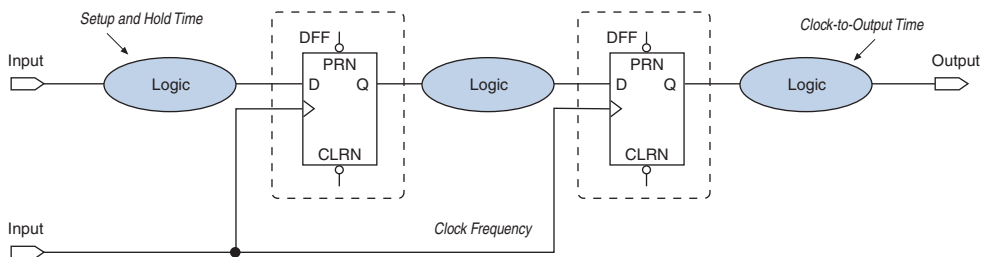 Setup and Hold Time
Clock-to-Output Time
DFF
DFF
Input
PRN
PRN
Output
Logic
D
Q
Logic
D
Q
Logic
CLRN
CLRN
Input
Clock Frequency